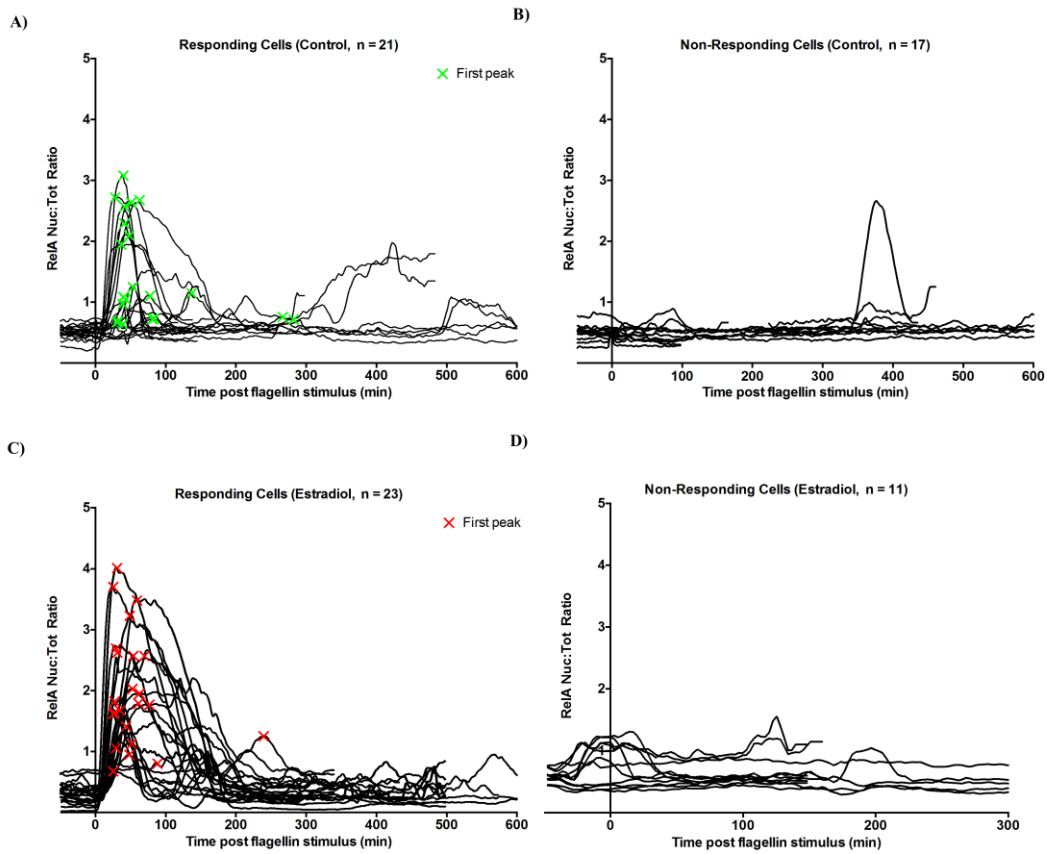 A)
Responding Cells (Control, n = 21)
First peak
RelA Nuc:Tot Ratio
5
4
3
2
1
0 100 200 300 400 500 600
Time post flagellin stimulus (min)
B)
Non-Responding Cells (Control, n = 17)
RelA Nuc:Tot Ratio
5
4
3
2
1
0 100 200 300 400 500 600
Time post flagellin stimulus (min)
C)
Responding Cells (Estradiol, n = 23)
First peak
RelA Nuc:Tot Ratio
5
4
3
2
1
0 100 200 300 400 500 600
Time post flagellin stimulus (min)
D)
Non-Responding Cells (Estradiol, n = 11)
RelA Nuc:Tot Ratio
5
4
3
2
1
0 100 200 300
Time post flagellin stimulus (min)